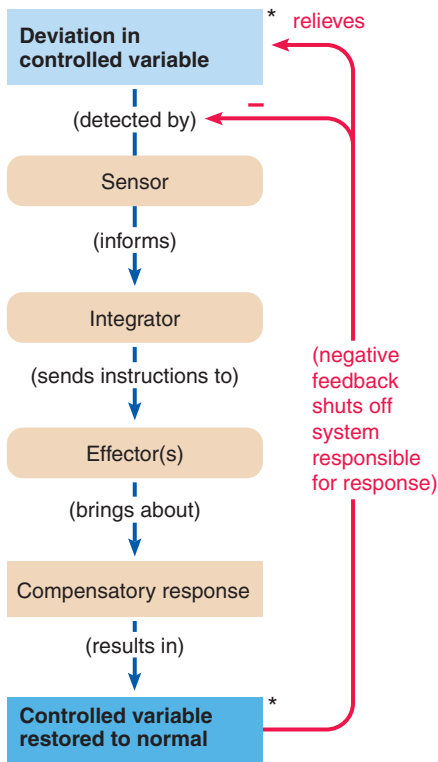 Deviation in
controlled variable
*
relieves
(detected by)
–
Sensor
(informs)
Integrator
(sends instructions to)
(negative
feedback
shuts off
system
responsible
for response)
Effector(s)
(brings about)
Compensatory response
(results in)
Controlled variable
restored to normal
*